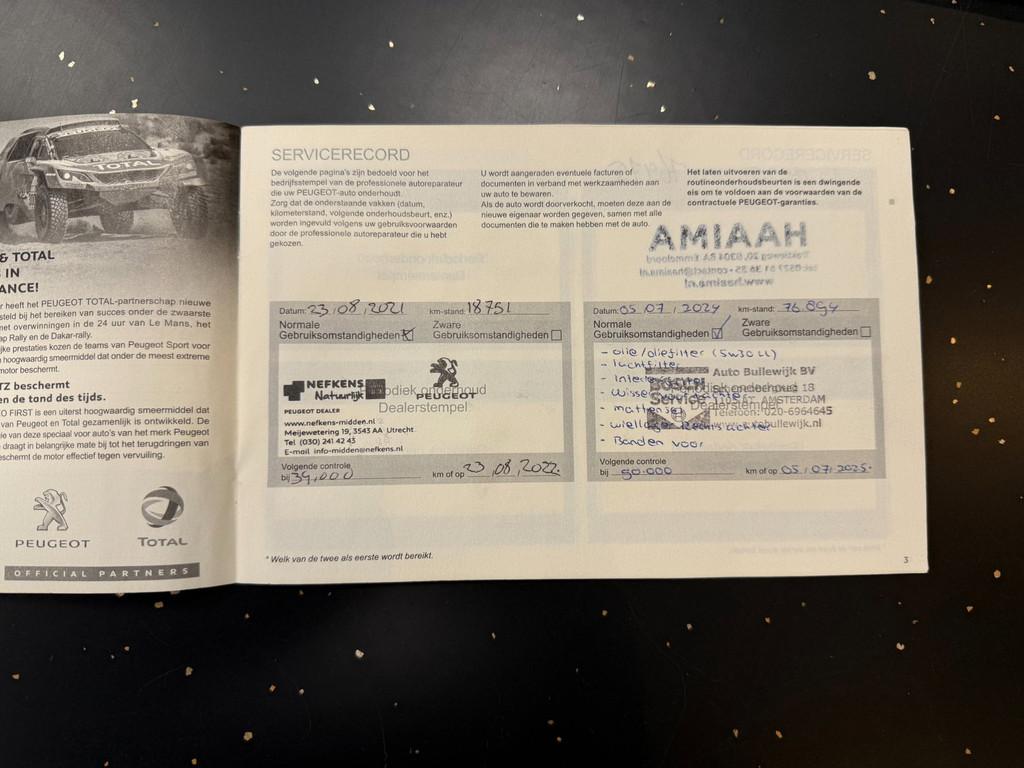 TOTAL
& TOTAL
IN
ANCE!
heeft het PEUGEOT TOTAL-partnerschap nieuwe
steld bij het bereiken van succes onder de zwaarste
met overwinningen in de 24 uur van Le Mans, het
ap Rally en de Dakar-rally.
jke prestaties kozen de teams van Peugeot Sport voor
hoogwaardig smeermiddel dat onder de meest extreme
motor beschermt.
TZ beschermt
en de tand des tijds.
O FIRST is een uiterst hoogwaardig smeermiddel dat
van Peugeot en Total gezamenlijk is ontwikkeld. De
ie van deze speciaal voor auto's van het merk Peugeot
draagt in belangrijke mate bij tot het terugdringen van
eschermt de motor effectief tegen vervuiling.
PEUGEOT
TOTAL
OFFICIAL PARTNERS
SERVICERECORD
De volgende pagina's zijn bedoeld voor het
bedrijfsstempel van de professionele autoreparateur
die uw PEUGEOT-auto onderhoudt.
Zorg dat de onderstaande vakken (datum,
kilometerstand, volgende onderhoudsbeurt, enz.)
worden ingevuld volgens uw gebruiksvoorwaarden
door de professionele autoreparateur die u hebt
gekozen.
U wordt aangeraden eventuele facturen of
documenten in verband met werkzaamheden aan
uw auto te bewaren.
Als de auto wordt doorverkocht, moeten deze aan de
nieuwe eigenaar worden gegeven, samen met alle
documenten die te maken hebben met de auto.
Het laten uitvoeren van de
routineonderhoudsbeurten is een dwingende
eis om te voldoen aan de voorwaarden van de
contractuele PEUGEOT-garanties.
Datum: 23/08/2021 km-stand: 18751
Normale
Gebruiksomstandigheden
Zware
Gebruiksomstandigheden
NEFKENS
Natuurlijk
PEUGEOT
Periodiek onderhoud
Dealerstempel
PEUGEOT DEALER
www.nefkens-midden.nl
Meijewetering 19, 3543 AA Utrecht
Tel (030) 241 42 43
E-mail info-midden@nefkens.nl
Volgende controle
bij 39,000 km of op 23/08/2022
Datum: 05/07/2024 km-stand: 76.894
Normale
Gebruiksomstandigheden
Zware
Gebruiksomstandigheden
- olie/oliefilter (5w30 LL)
- luchtfilter
- Banden voor
Auto Bullewijk BV
Bosch
Service
AMSTERDAM
Telefoon: 020-6964645
Periodiek onderhoud
Dealerstempel
Volgende controle
bij 90.000 km of op 05/07/2025
* Welk van de twee als eerste wordt bereikt.
3